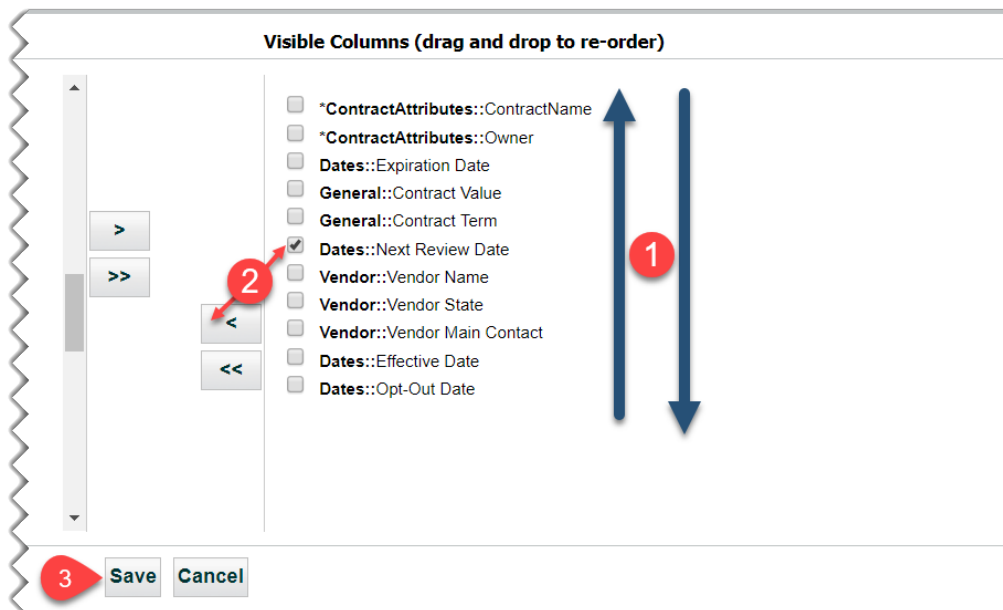 Visible Columns (drag and drop to re-order)
*ContractAttributes::ContractName
*ContractAttributes::Owner
Dates::Expiration Date
General::Contract Value
General::Contract Term
Dates::Next Review Date
Vendor::Vendor Name
Vendor::Vendor State
Vendor::Vendor Main Contact
Dates::Effective Date
Dates::Opt-Out Date
>
>>
<
<<
1
2
3
Save
Cancel